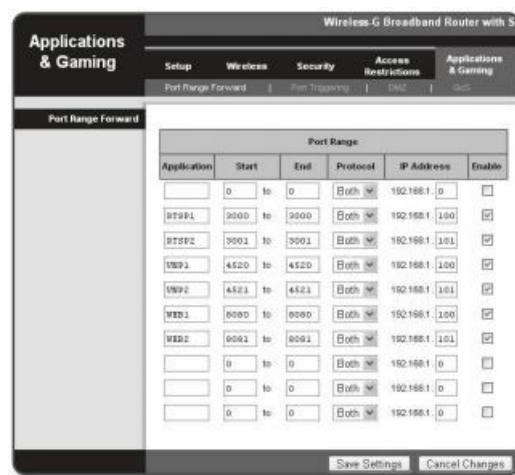 Wireless-G Broadband Router with S
Applications
& Gaming
Setup Wireless Security Access Restrictions Applications & Gaming
Port Range Forward | Port Triggering | DMZ | QoS
Port Range Forward
Port Range
Application Start End Protocol IP Address Enable
0 to 0 Both 192.168.1. 0
RTSP1 3000 to 3000 Both 192.168.1. 100
RTSP2 3001 to 3001 Both 192.168.1. 101
VNP1 4520 to 4520 Both 192.168.1. 100
VNP2 4521 to 4521 Both 192.168.1. 101
WEB1 8080 to 8080 Both 192.168.1. 100
WEB2 8081 to 8081 Both 192.168.1. 101
0 to 0 Both 192.168.1. 0
0 to 0 Both 192.168.1. 0
0 to 0 Both 192.168.1. 0
Save Settings Cancel Changes